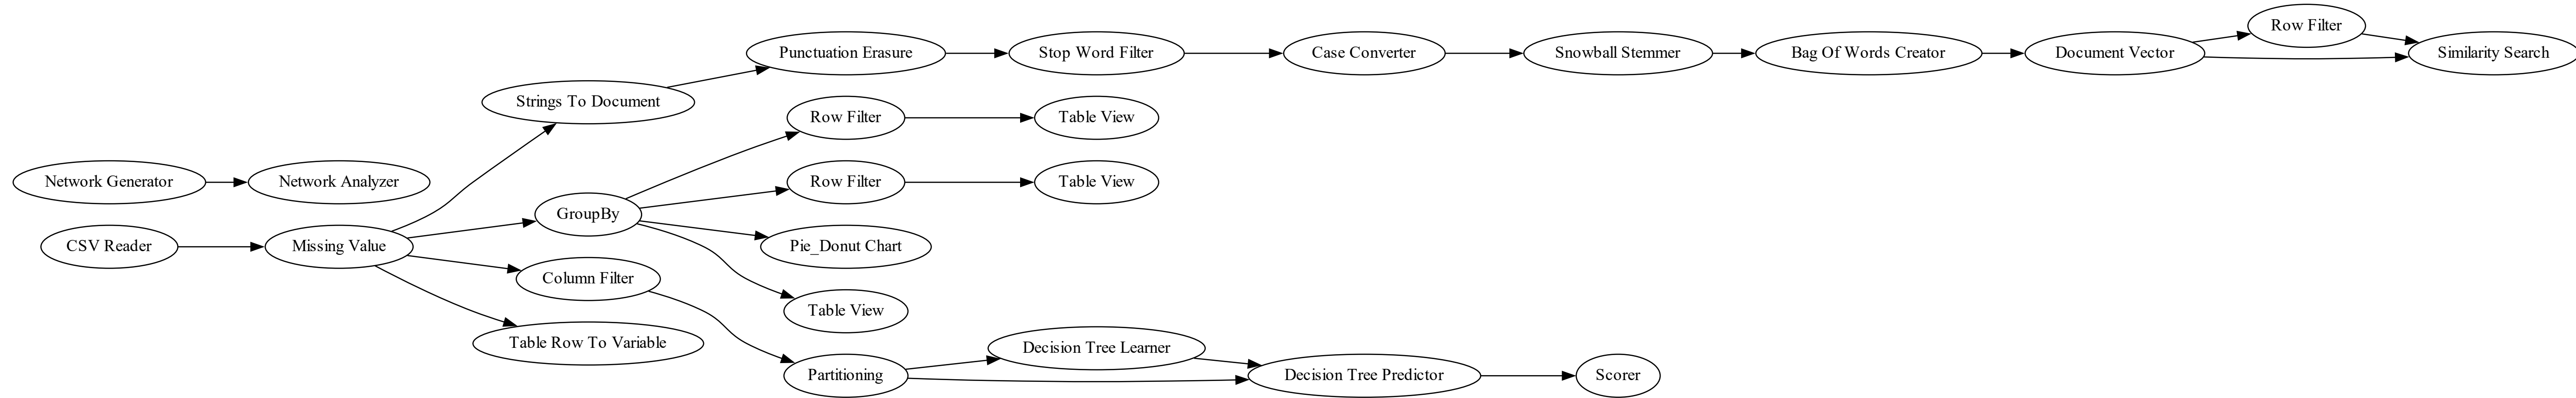 Row Filter
Punctuation Erasure
Stop Word Filter
Case Converter
Snowball Stemmer
Bag Of Words Creator
Document Vector
Similarity Search
Strings To Document
Row Filter
Table View
Network Generator
Network Analyzer
Row Filter
Table View
GroupBy
CSV Reader
Missing Value
Pie_Donut Chart
Column Filter
Table View
Table Row To Variable
Decision Tree Learner
Partitioning
Decision Tree Predictor
Scorer